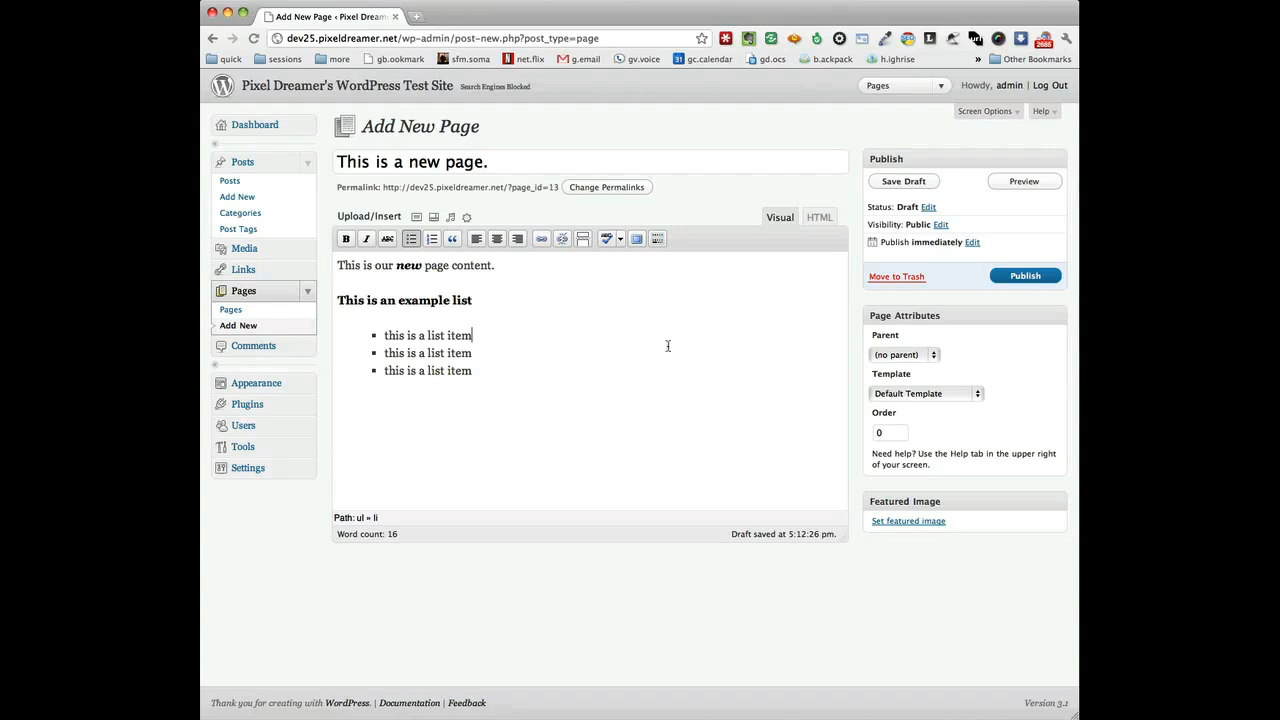 Add New Page ‹ Pixel Dream
dev25.pixeldreamer.net/wp-admin/post-new.php?post_type=page
2685
quick sessions more gb.ookmark sfm.soma net.flix g.email gv.voice gc.calendar gd.ocs b.ackpack h.ighrise » Other Bookmarks
Pixel Dreamer's WordPress Test Site Search Engines Blocked Pages Howdy, admin | Log Out
Screen Options Help
Dashboard
Posts
Posts
Add New
Categories
Post Tags
Media
Links
Pages
Pages
Add New
Comments
Appearance
Plugins
Users
Tools
Settings
Add New Page
This is a new page.
Permalink: http://dev25.pixeldreamer.net/?page_id=13 Change Permalinks
Upload/Insert Visual HTML
B I ABC
This is our new page content.
This is an example list
this is a list item
this is a list item
this is a list item
Path: ul » li
Word count: 16 Draft saved at 5:12:26 pm.
Publish
Save Draft Preview
Status: Draft Edit
Visibility: Public Edit
Publish immediately Edit
Move to Trash Publish
Page Attributes
Parent
(no parent)
Template
Default Template
Order
0
Need help? Use the Help tab in the upper right
of your screen.
Featured Image
Set featured image
Thank you for creating with WordPress. | Documentation | Feedback Version 3.1